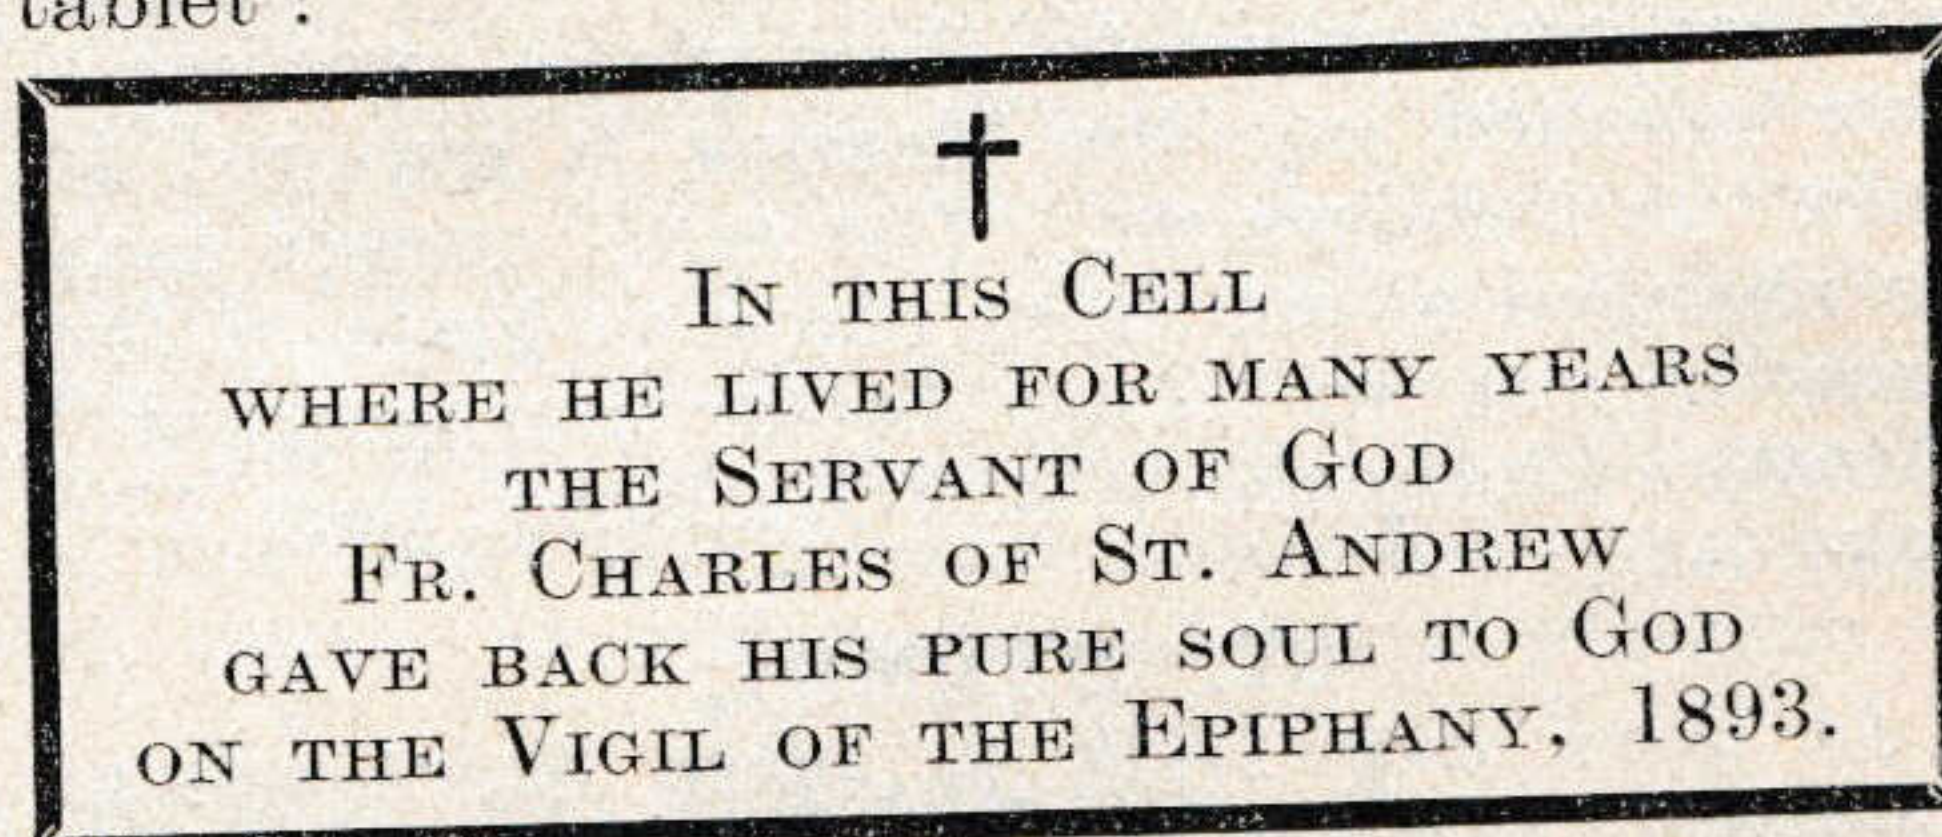 tablet :
IN THIS CELL
WHERE HE LIVED FOR MANY YEARS
THE SERVANT OF GOD
FR. CHARLES OF ST. ANDREW
GAVE BACK HIS PURE SOUL TO GOD
ON THE VIGIL OF THE EPIPHANY, 1893.